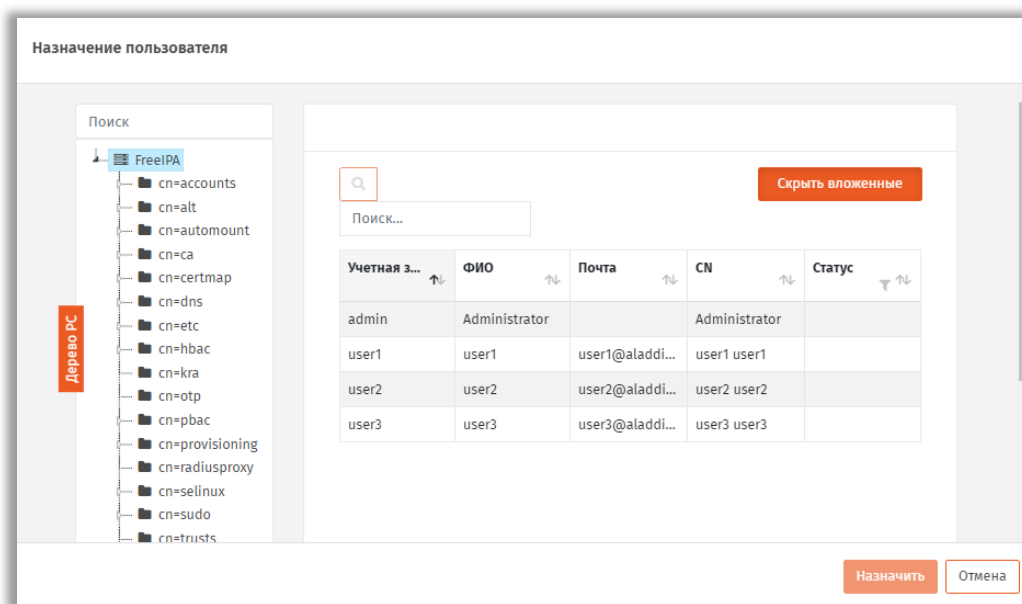 Назначение пользователя
Поиск
FreeIPA
cn=accounts
cn=alt
cn=automount
cn=ca
cn=certmap
cn=dns
cn=etc
cn=hbac
cn=kra
cn=otp
cn=pbac
cn=provisioning
cn=radiusproxy
cn=selinux
cn=sudo
cn=trusts
Дерево РС
Скрыть вложенные
Поиск...
Учетная з... ФИО Почта CN Статус
admin Administrator Administrator
user1 user1 user1@aladdi... user1 user1
user2 user2 user2@aladdi... user2 user2
user3 user3 user3@aladdi... user3 user3
Назначить Отмена